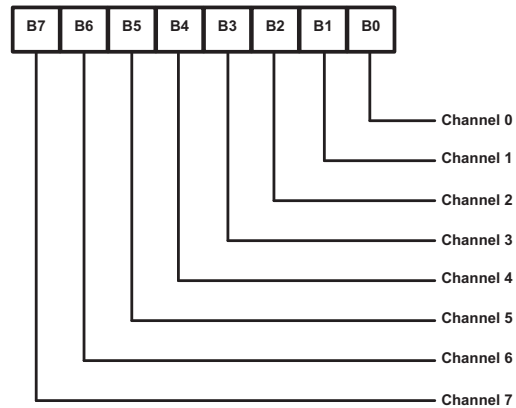 B7 B6 B5 B4 B3 B2 B1 B0
Channel 0
Channel 1
Channel 2
Channel 3
Channel 4
Channel 5
Channel 6
Channel 7